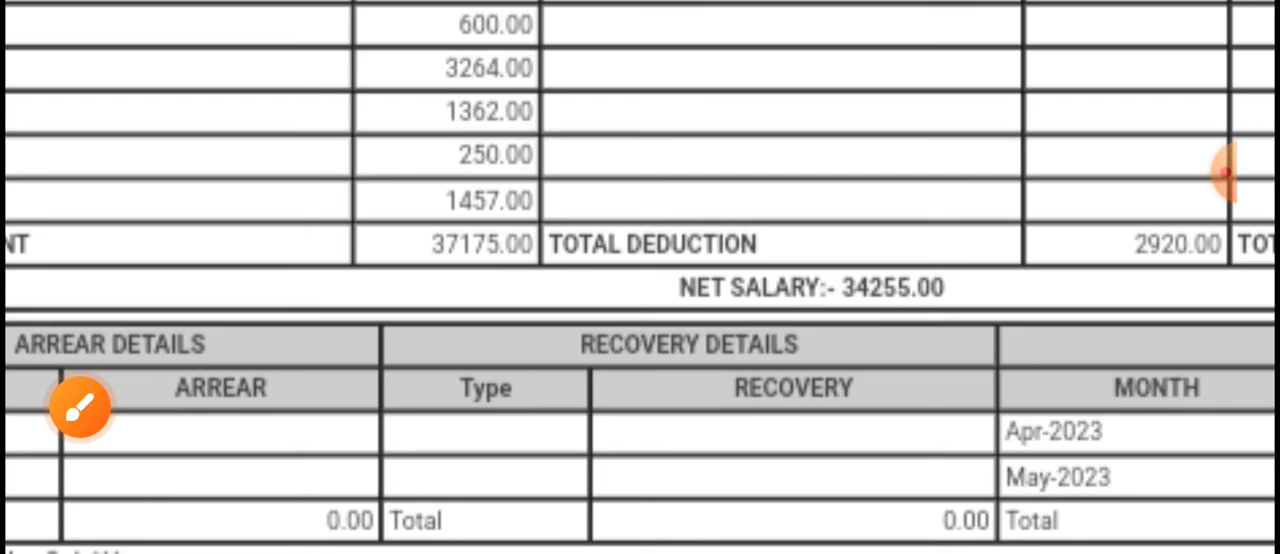 600.00
3264.00
1362.00
250.00
1457.00
NT 37175.00 TOTAL DEDUCTION 2920.00 TOT
NET SALARY:- 34255.00
ARREAR DETAILS RECOVERY DETAILS
ARREAR Type RECOVERY MONTH
Apr-2023
May-2023
0.00 Total 0.00 Total